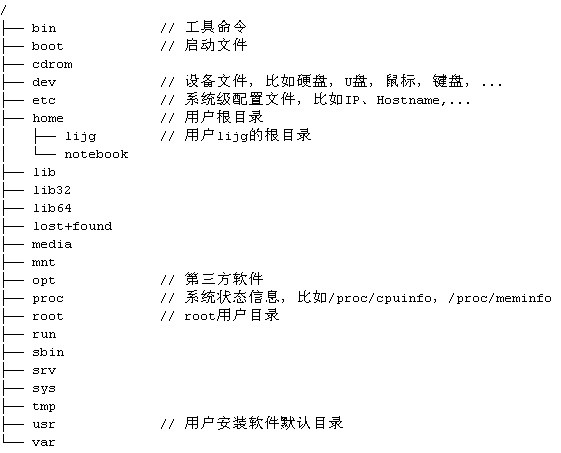 /
├── bin // 工具命令
├── boot // 启动文件
├── cdrom
├── dev // 设备文件，比如硬盘，U盘，鼠标，键盘，...
├── etc // 系统级配置文件，比如IP、Hostname,...
├── home // 用户根目录
│   ├── lijg // 用户lijg的根目录
│   └── notebook
├── lib
├── lib32
├── lib64
├── lost+found
├── media
├── mnt
├── opt // 第三方软件
├── proc // 系统状态信息，比如/proc/cpuinfo，/proc/meminfo
├── root // root用户目录
├── run
├── sbin
├── srv
├── sys
├── tmp
├── usr // 用户安装软件默认目录
└── var